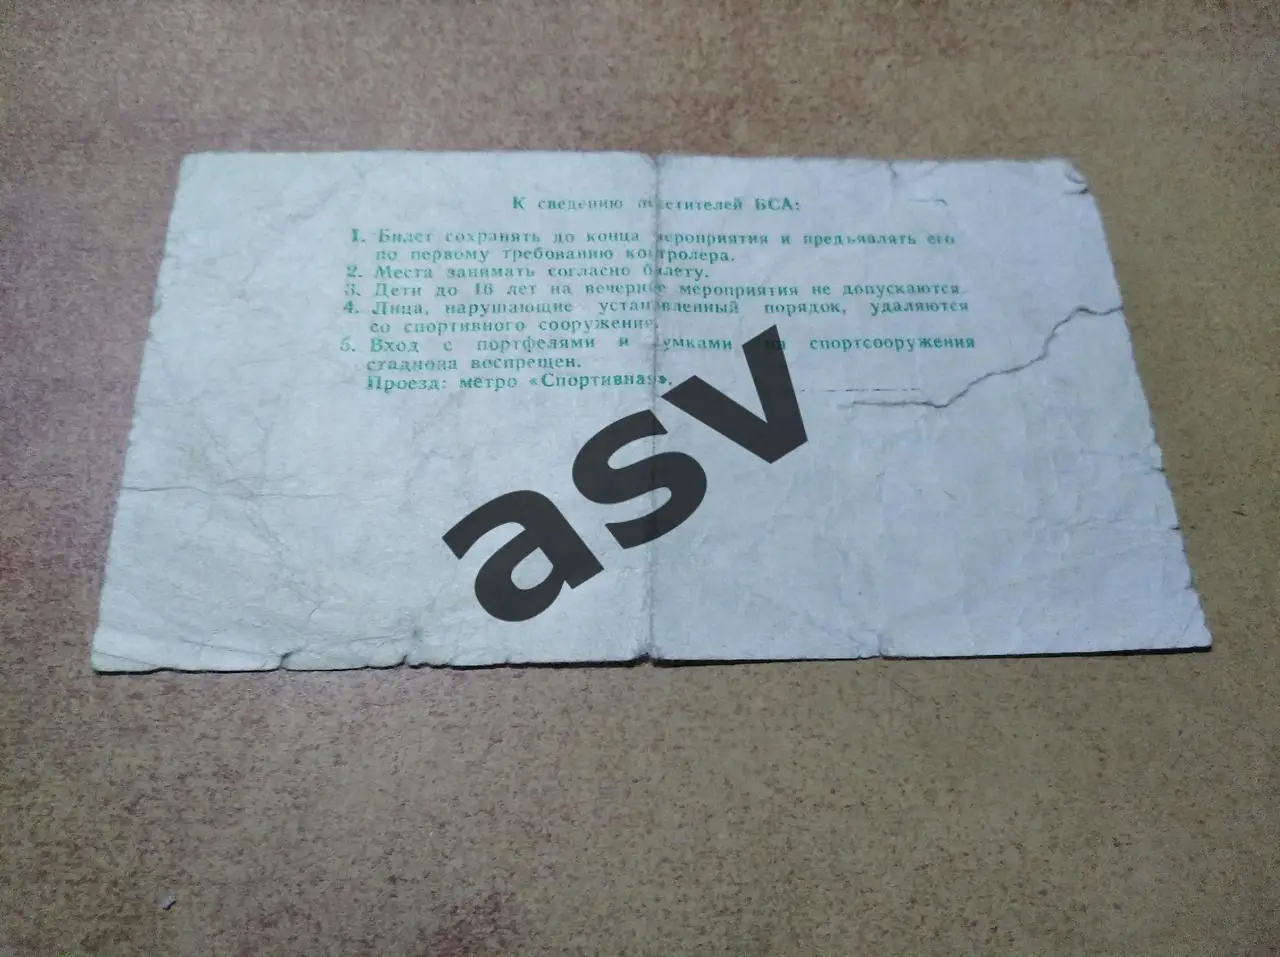 К сведению посетителей БСА:
1. Билет сохранять до конца мероприятия и предъявлять его
по первому требованию контролера.
2. Места занимать согласно билету.
3. Дети до 16 лет на вечерние мероприятия не допускаются.
4. Лица, нарушающие установленный порядок, удаляются
со спортивного сооружения.
5. Вход с портфелями и сумками на спортсооружения
стадиона воспрещен.
Проезд: метро «Спортивная».
asv